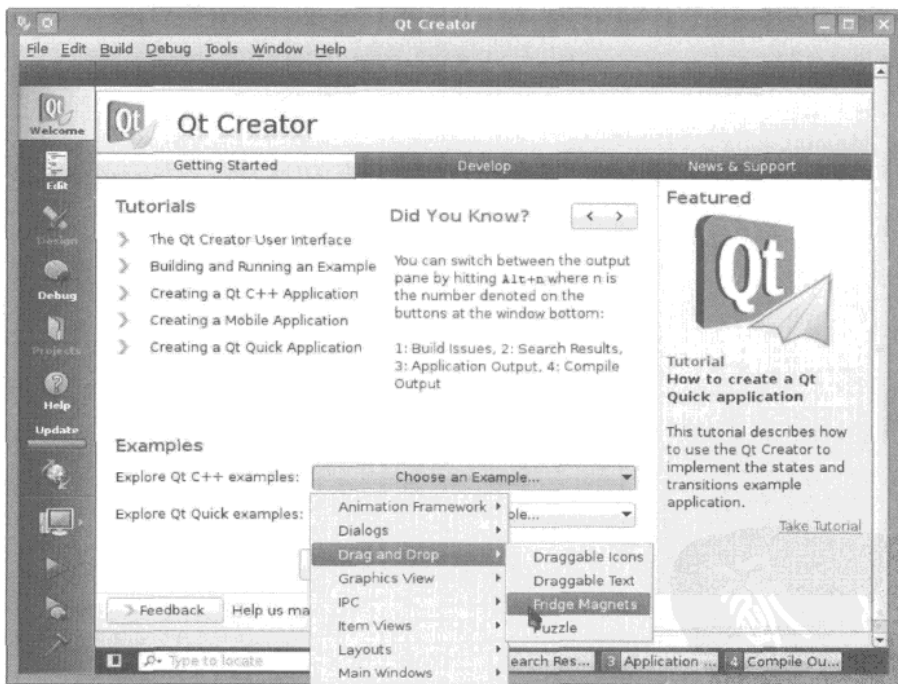 Qt Creator
File Edit Build Debug Tools Window Help
Qt
Welcome
Edit
Design
Debug
Projects
Help
Update
Qt
Qt Creator
Getting Started
Develop
News & Support
Tutorials
The Qt Creator User Interface
Building and Running an Example
Creating a Qt C++ Application
Creating a Mobile Application
Creating a Qt Quick Application
Did You Know?
You can switch between the output
pane by hitting Alt+n where n is
the number denoted on the
buttons at the window bottom:
1: Build Issues, 2: Search Results,
3: Application Output, 4: Compile
Output
Featured
Qt
Tutorial
How to create a Qt
Quick application
This tutorial describes how
to use the Qt Creator to
implement the states and
transitions example
application.
Take Tutorial
Examples
Explore Qt C++ examples:
Choose an Example...
Explore Qt Quick examples:
ple...
Animation Framework
Dialogs
Drag and Drop
Graphics View
IPC
Item Views
Layouts
Main Windows
Draggable Icons
Draggable Text
Fridge Magnets
Puzzle
Feedback
Help us ma
Type to locate
earch Res...
3 Application ...
4 Compile Ou...